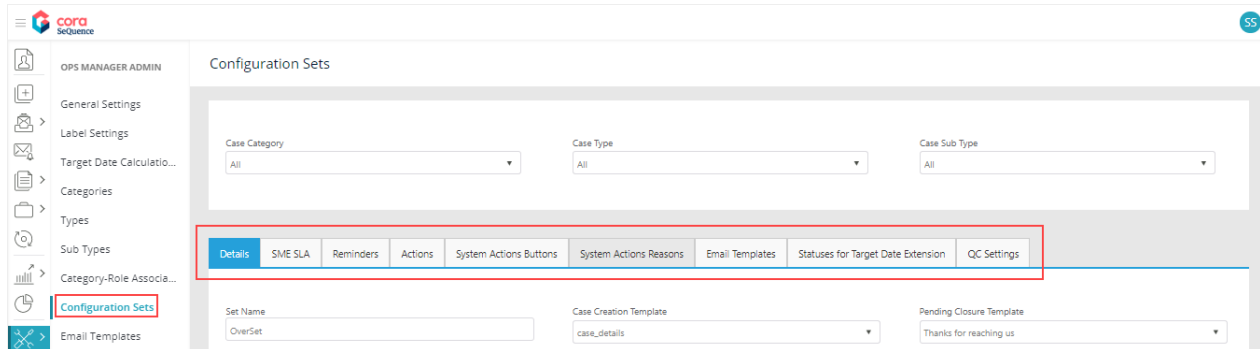 cora
SeQuence
SS
OPS MANAGER ADMIN
General Settings
Label Settings
Target Date Calculatio...
Categories
Types
Sub Types
Category-Role Associa...
Configuration Sets
Email Templates
Configuration Sets
Case Category
Case Type
Case Sub Type
All
All
All
Details SME SLA Reminders Actions System Actions Buttons System Actions Reasons Email Templates Statuses for Target Date Extension QC Settings
Set Name
Case Creation Template
Pending Closure Template
OverSet
case_details
Thanks for reaching us